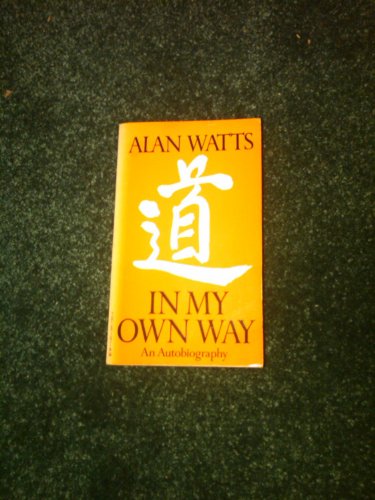 ALAN WATTS
道
IN MY
OWN WAY
An Autobiography